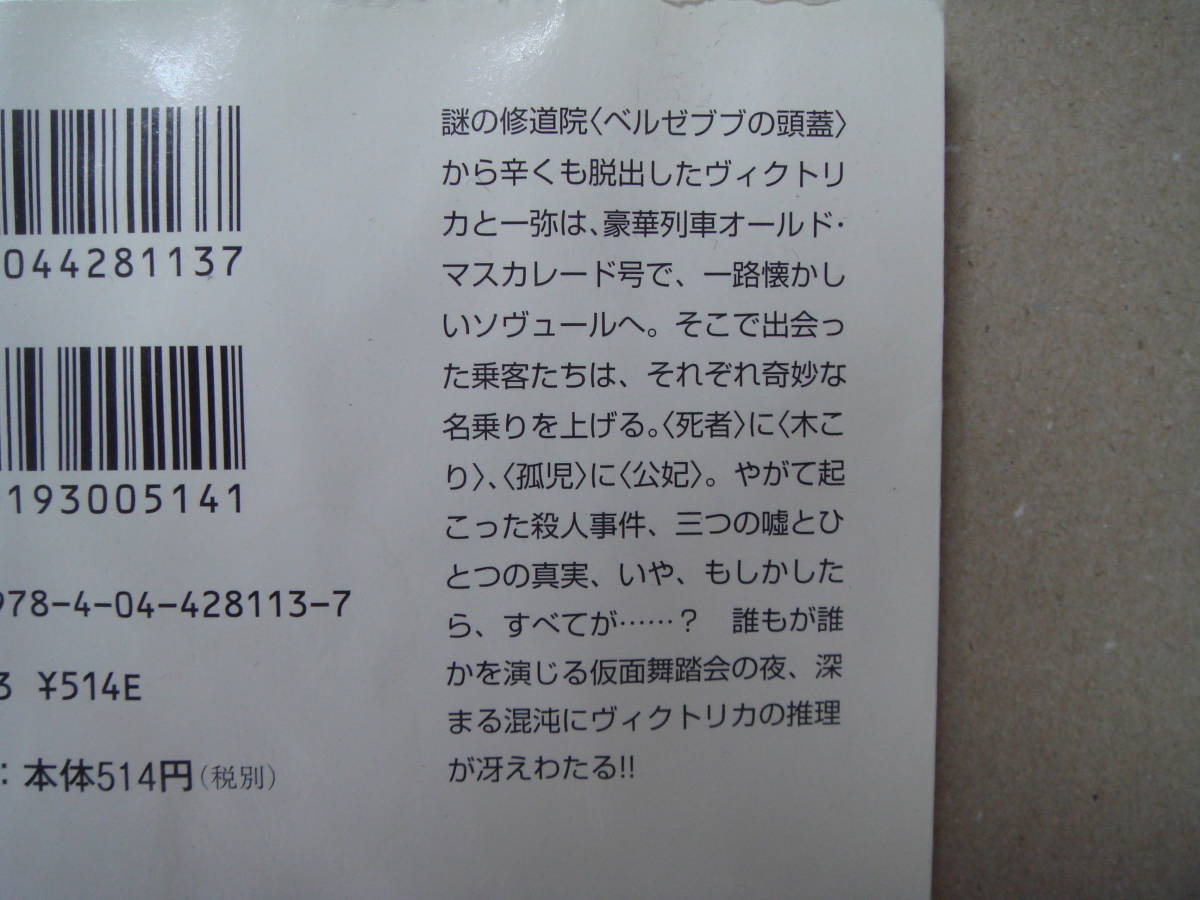 044281137
193005141
978-4-04-428113-7
3 ¥514E
: 本体514円(税別)
謎の修道院〈ベルゼブブの頭蓋〉
から辛くも脱出したヴィクトリ
カと一弥は、豪華列車オールド・
マスカレード号で、一路懐かし
いソヴュールへ。そこで出会っ
た乗客たちは、それぞれ奇妙な
名乗りを上げる。〈死者〉に〈木こ
り〉、〈孤児〉に〈公妃〉。やがて起
こった殺人事件、三つの嘘とひ
とつの真実、いや、もしかした
ら、すべてが……？　誰もが誰
かを演じる仮面舞踏会の夜、深
まる混沌にヴィクトリカの推理
が冴えわたる!!